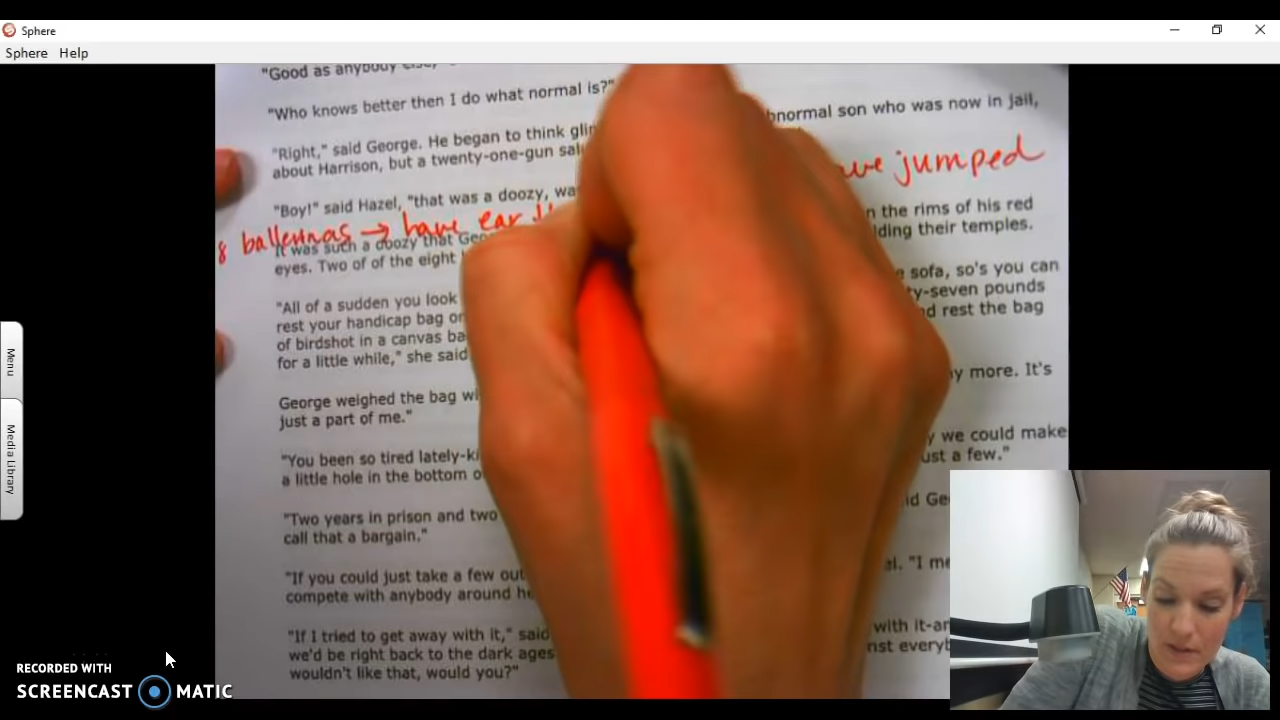 Sphere
Sphere Help
"Good as anybody
"Who knows better then I do what normal is?"
bnormal son who was now in jail,
"Right," said George. He began to think gli
about Harrison, but a twenty-one-gun sal
ve jumped
"Boy!" said Hazel, "that was a doozy, wa
n the rims of his red
8 ballerinas → have ear
It was such a doozy that Geo
lding their temples.
eyes. Two of of the eight
sofa, so's you can
"All of a sudden you look
ty-seven pounds
rest your handicap bag or
d rest the bag
of birdshot in a canvas ba
for a little while," she said
y more. It's
George weighed the bag wi
just a part of me."
y we could make
"You been so tired lately-ki
ust a few."
a little hole in the bottom o
id Ge
"Two years in prison and two
call that a bargain."
al. "I me
"If you could just take a few out
compete with anybody around he
with it-ar
"If I tried to get away with it," said
nst everyb
we'd be right back to the dark ages
wouldn't like that, would you?"
Menu
Media Library
RECORDED WITH
SCREENCAST MATIC